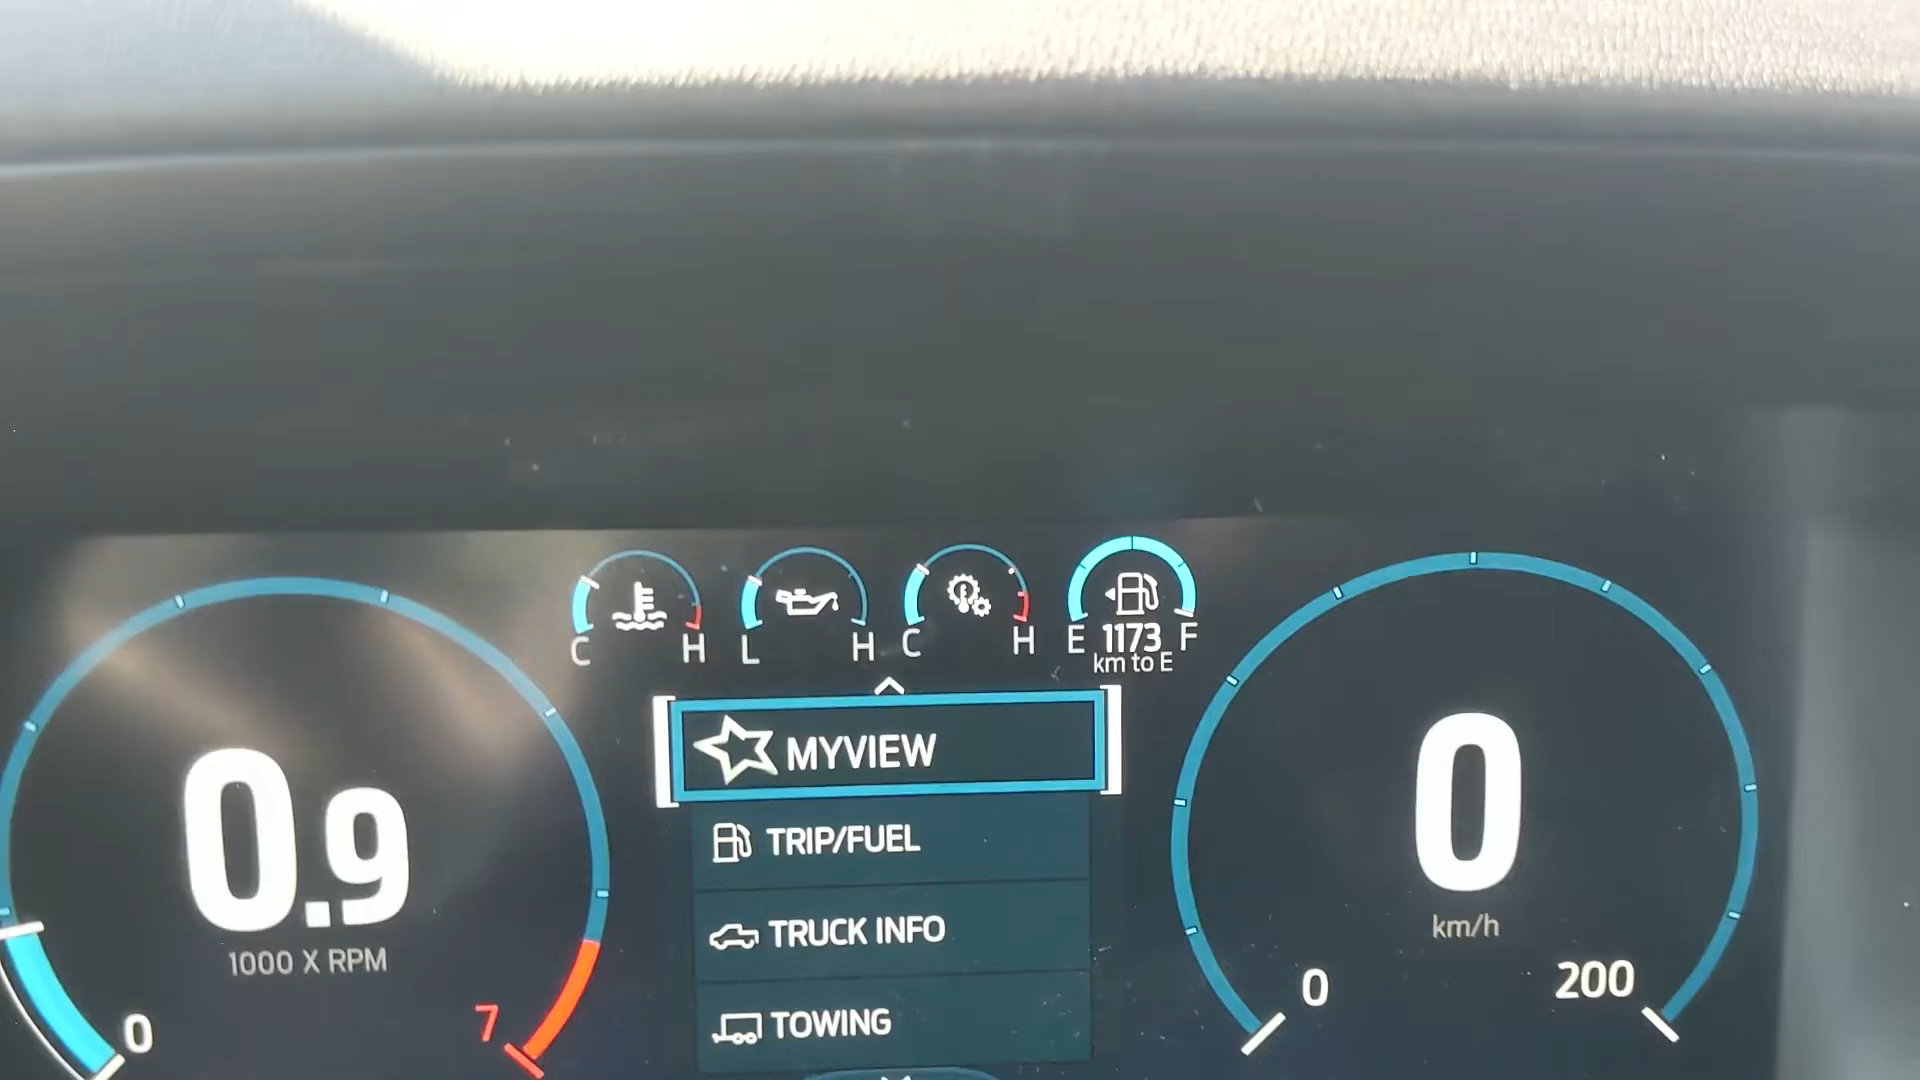 C H
L H
C H
E 1173 F
km to E
MYVIEW
TRIP/FUEL
TRUCK INFO
TOWING
0.9
1000 X RPM
0 7
0
km/h
0 200